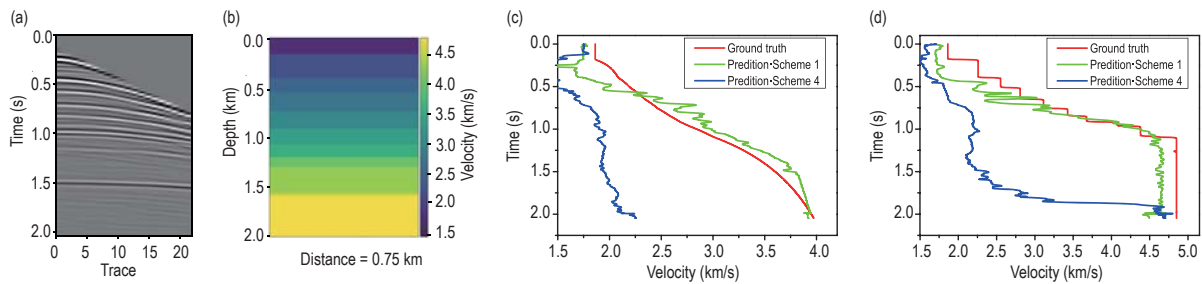 (a)
0.0
0.5
1.0
1.5
2.0
Time (s)
0 5 10 15 20
Trace
(b)
0.0
0.5
1.0
1.5
2.0
Depth (km)
Distance = 0.75 km
4.5
4.0
3.5
3.0
2.5
2.0
1.5
Velocity (km/s)
(c)
0.0
0.5
1.0
1.5
2.0
Time (s)
Ground truth
Predition·Scheme 1
Predition·Scheme 4
1.5 2.0 2.5 3.0 3.5 4.0
Velocity (km/s)
(d)
0.0
0.5
1.0
1.5
2.0
Time (s)
Ground truth
Predition·Scheme 1
Predition·Scheme 4
1.5 2.0 2.5 3.0 3.5 4.0 4.5 5.0
Velocity (km/s)